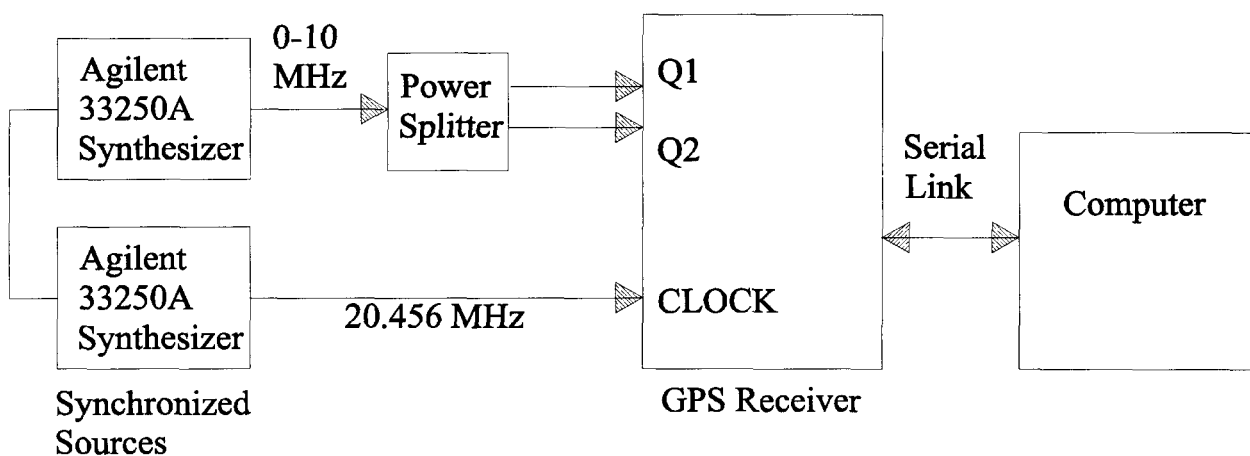 Agilent
33250A
Synthesizer
0-10
MHz
Power
Splitter
Q1
Q2
CLOCK
Serial
Link
Computer
Agilent
33250A
Synthesizer
20.456 MHz
GPS Receiver
Synchronized
Sources